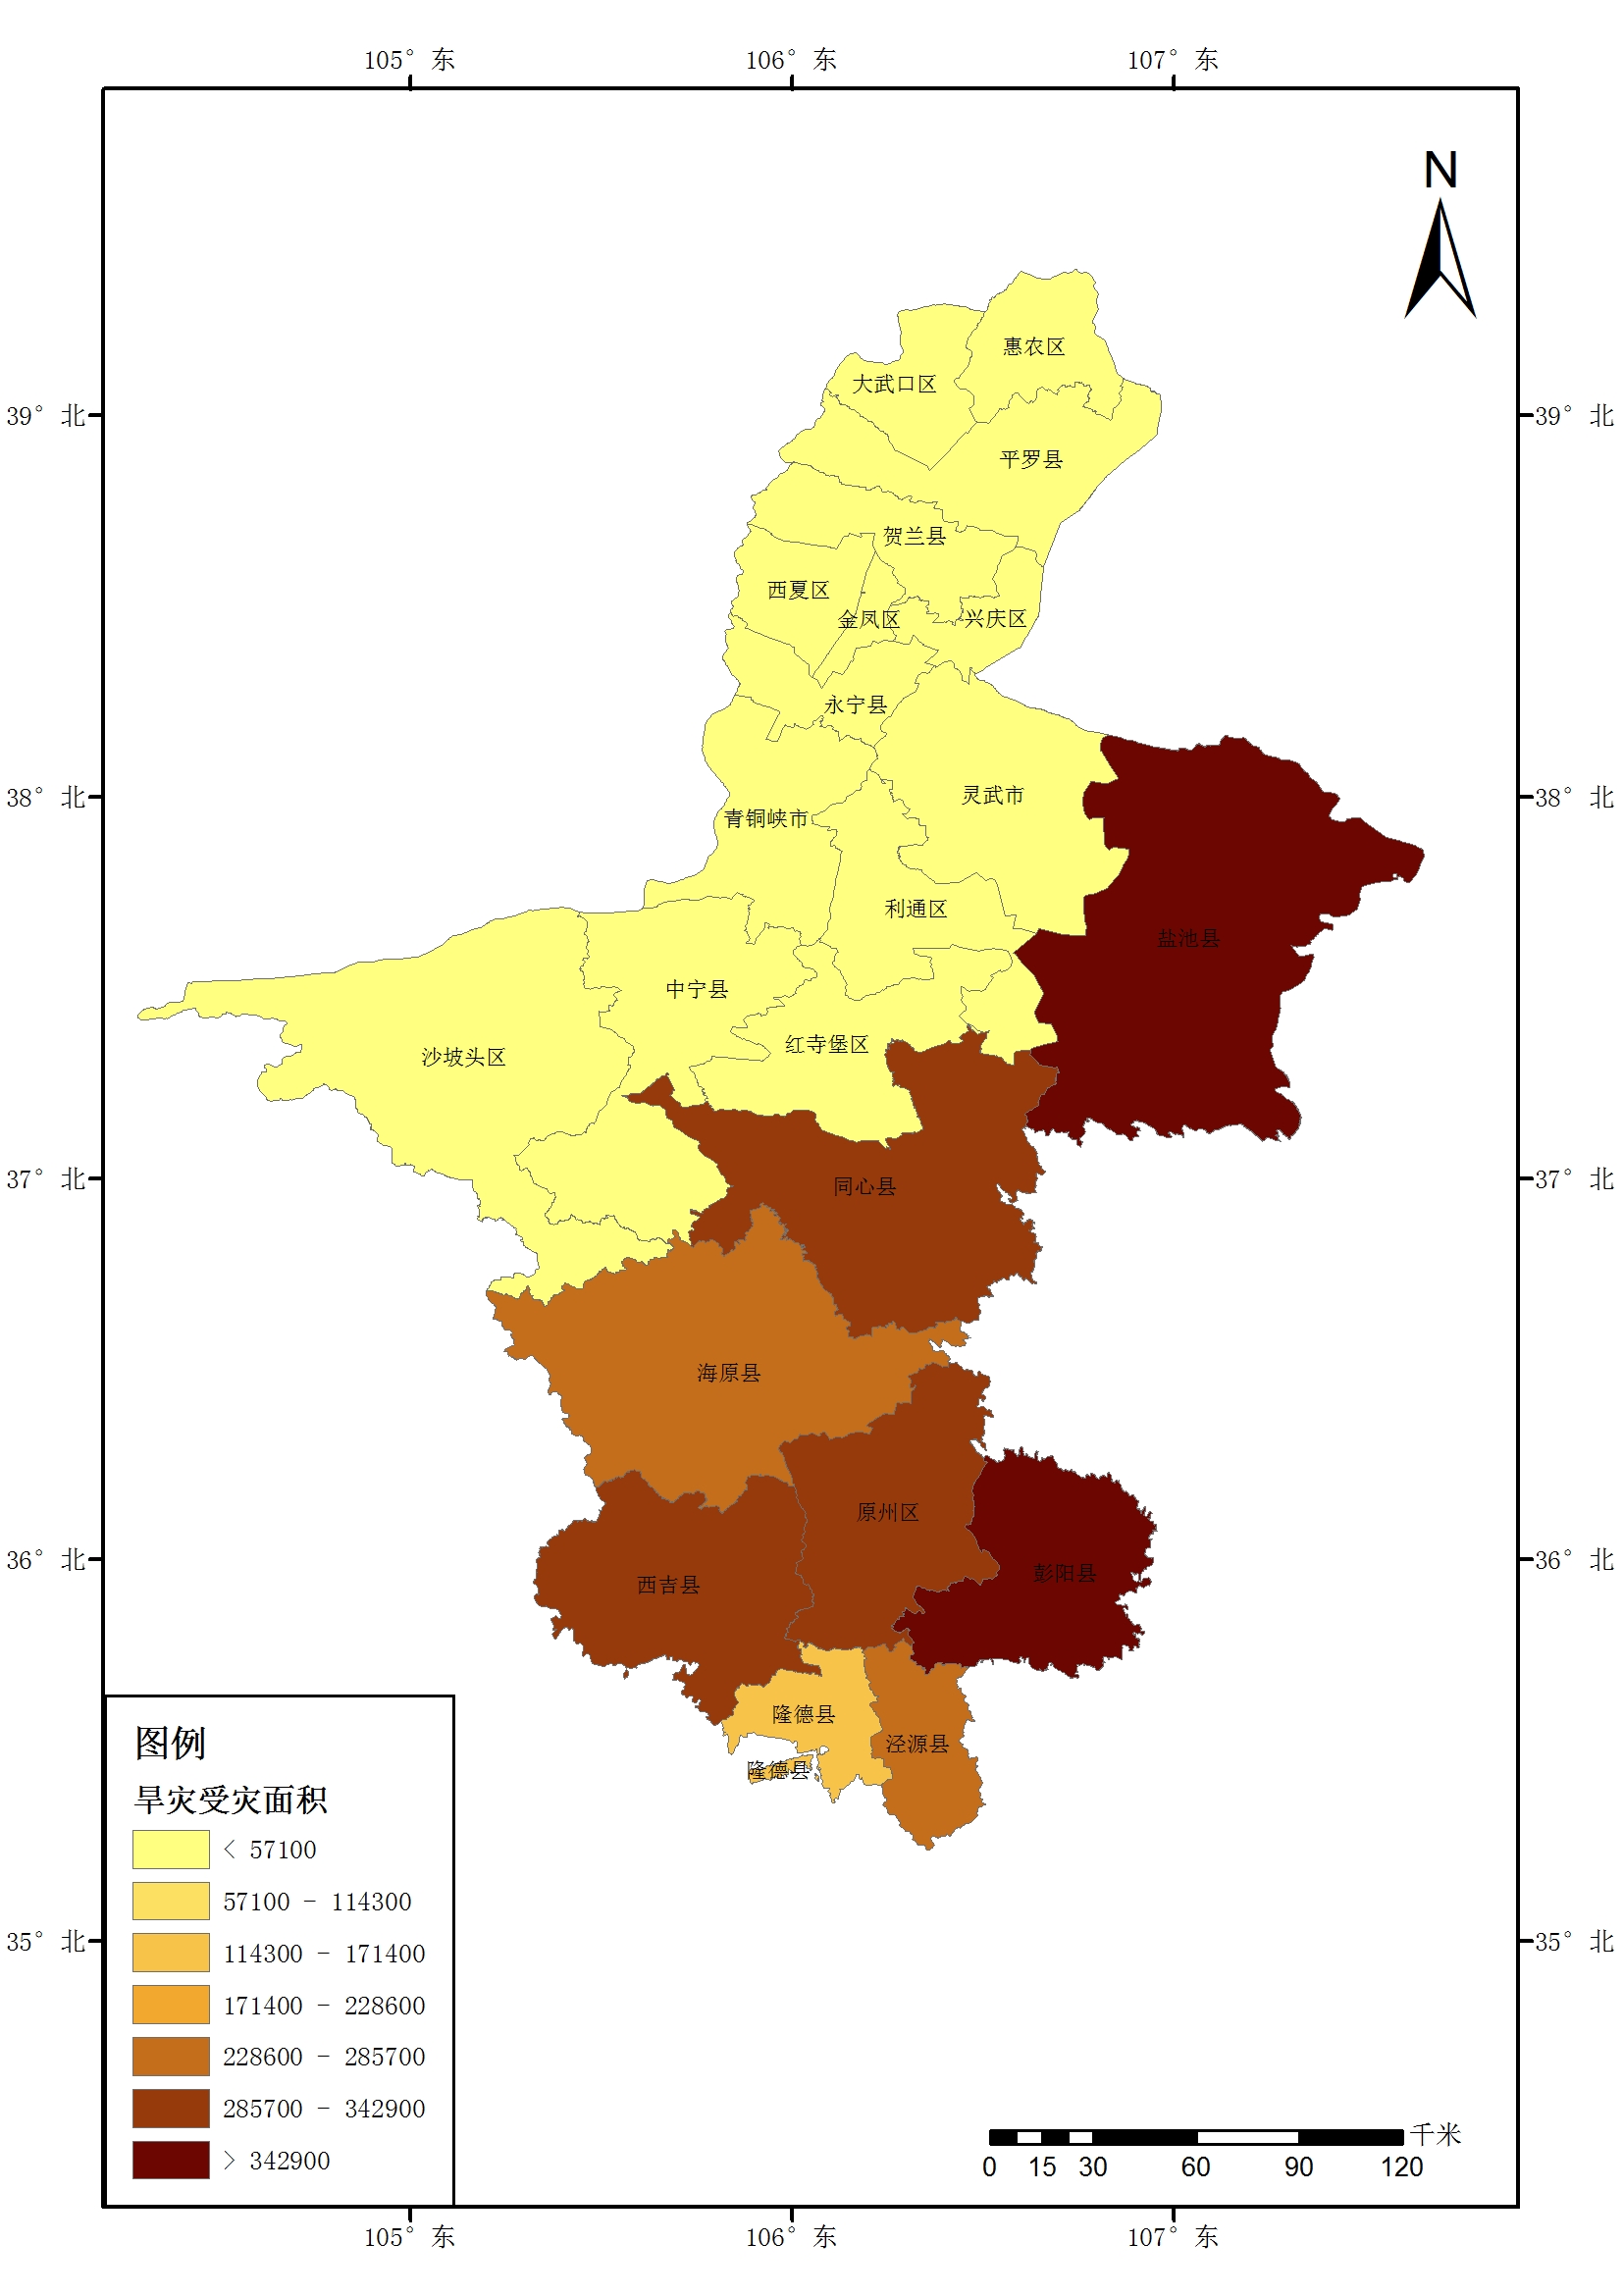 105° 东
106° 东
107° 东
N
39° 北
39° 北
38° 北
38° 北
37° 北
37° 北
36° 北
36° 北
35° 北
35° 北
惠农区
大武口区
平罗县
贺兰县
西夏区
金凤区
兴庆区
永宁县
灵武市
青铜峡市
利通区
盐池县
中宁县
红寺堡区
沙坡头区
同心县
海原县
原州区
彭阳县
西吉县
隆德县
泾源县
隆德县
图例
旱灾受灾面积
< 57100
57100 - 114300
114300 - 171400
171400 - 228600
228600 - 285700
285700 - 342900
> 342900
千米
0 15 30 60 90 120
105° 东
106° 东
107° 东